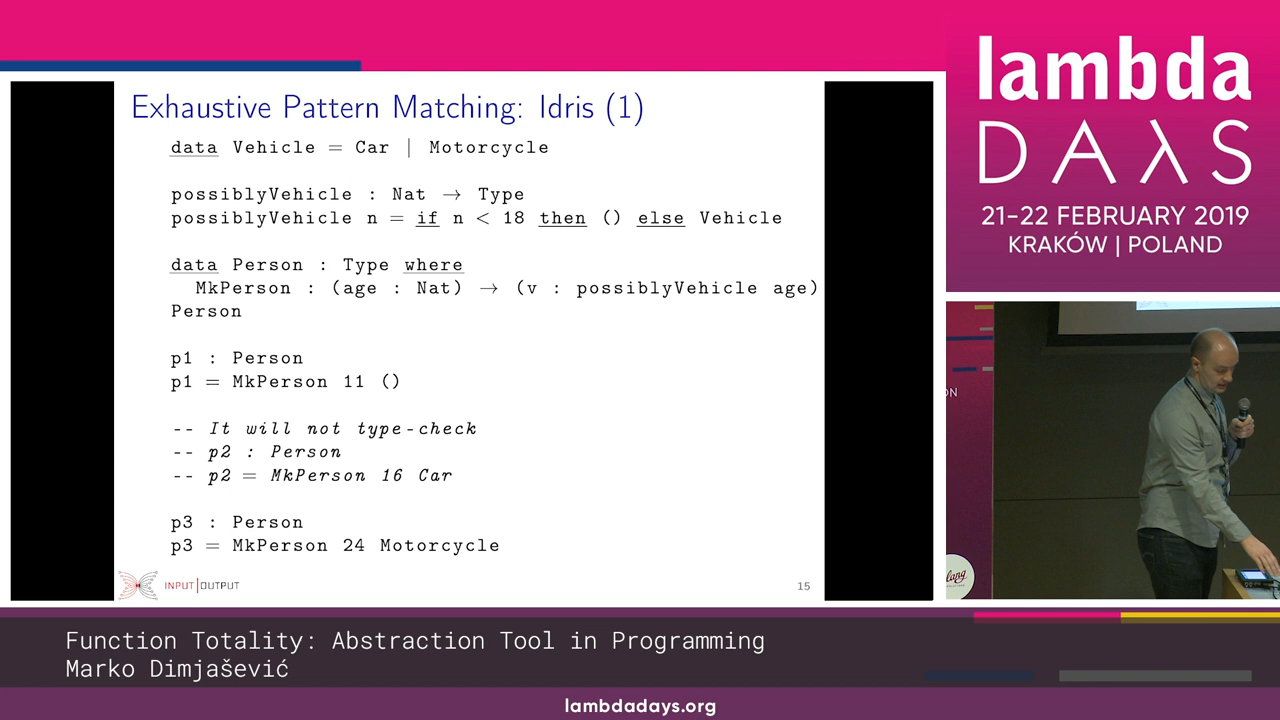 Exhaustive Pattern Matching: Idris (1)
data Vehicle = Car | Motorcycle
possiblyVehicle : Nat → Type
possiblyVehicle n = if n < 18 then () else Vehicle
data Person : Type where
MkPerson : (age : Nat) → (v : possiblyVehicle age)
Person
p1 : Person
p1 = MkPerson 11 ()
-- It will not type-check
-- p2 : Person
-- p2 = MkPerson 16 Car
p3 : Person
p3 = MkPerson 24 Motorcycle
INPUT|OUTPUT
15
lambda
DAλS
21–22 FEBRUARY 2019
KRAKÓW | POLAND
ON
lang
Function Totality: Abstraction Tool in Programming
Marko Dimjašević
lambdadays.org